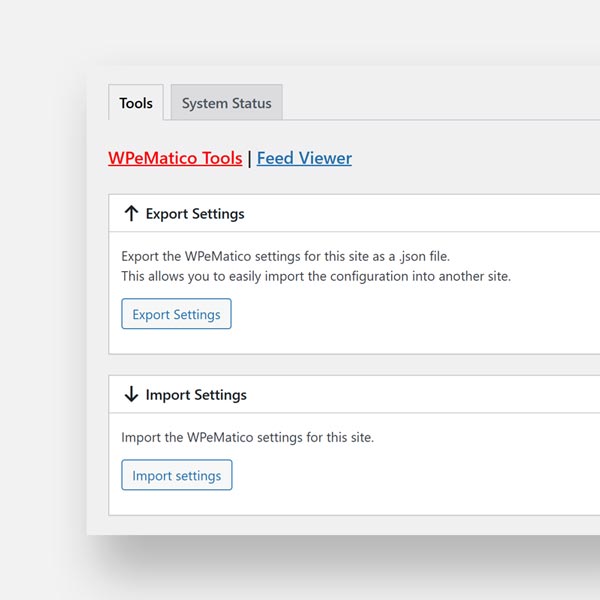 Tools System Status
WPeMatico Tools | Feed Viewer
Export Settings
Export the WPeMatico settings for this site as a .json file.
This allows you to easily import the configuration into another site.
Export Settings
Import Settings
Import the WPeMatico settings for this site.
Import settings